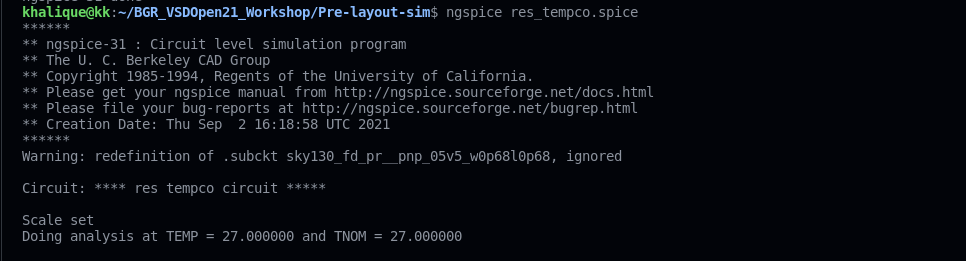 khalique@kk:~/BGR_VSDOpen21_Workshop/Pre-layout-sim$ ngspice res_tempco.spice
******
** ngspice-31 : Circuit level simulation program
** The U. C. Berkeley CAD Group
** Copyright 1985-1994, Regents of the University of California.
** Please get your ngspice manual from http://ngspice.sourceforge.net/docs.html
** Please file your bug-reports at http://ngspice.sourceforge.net/bugrep.html
** Creation Date: Thu Sep  2 16:18:58 UTC 2021
******
Warning: redefinition of .subckt sky130_fd_pr__pnp_05v5_w0p68l0p68, ignored
Circuit: **** res tempco circuit *****
Scale set
Doing analysis at TEMP = 27.000000 and TNOM = 27.000000